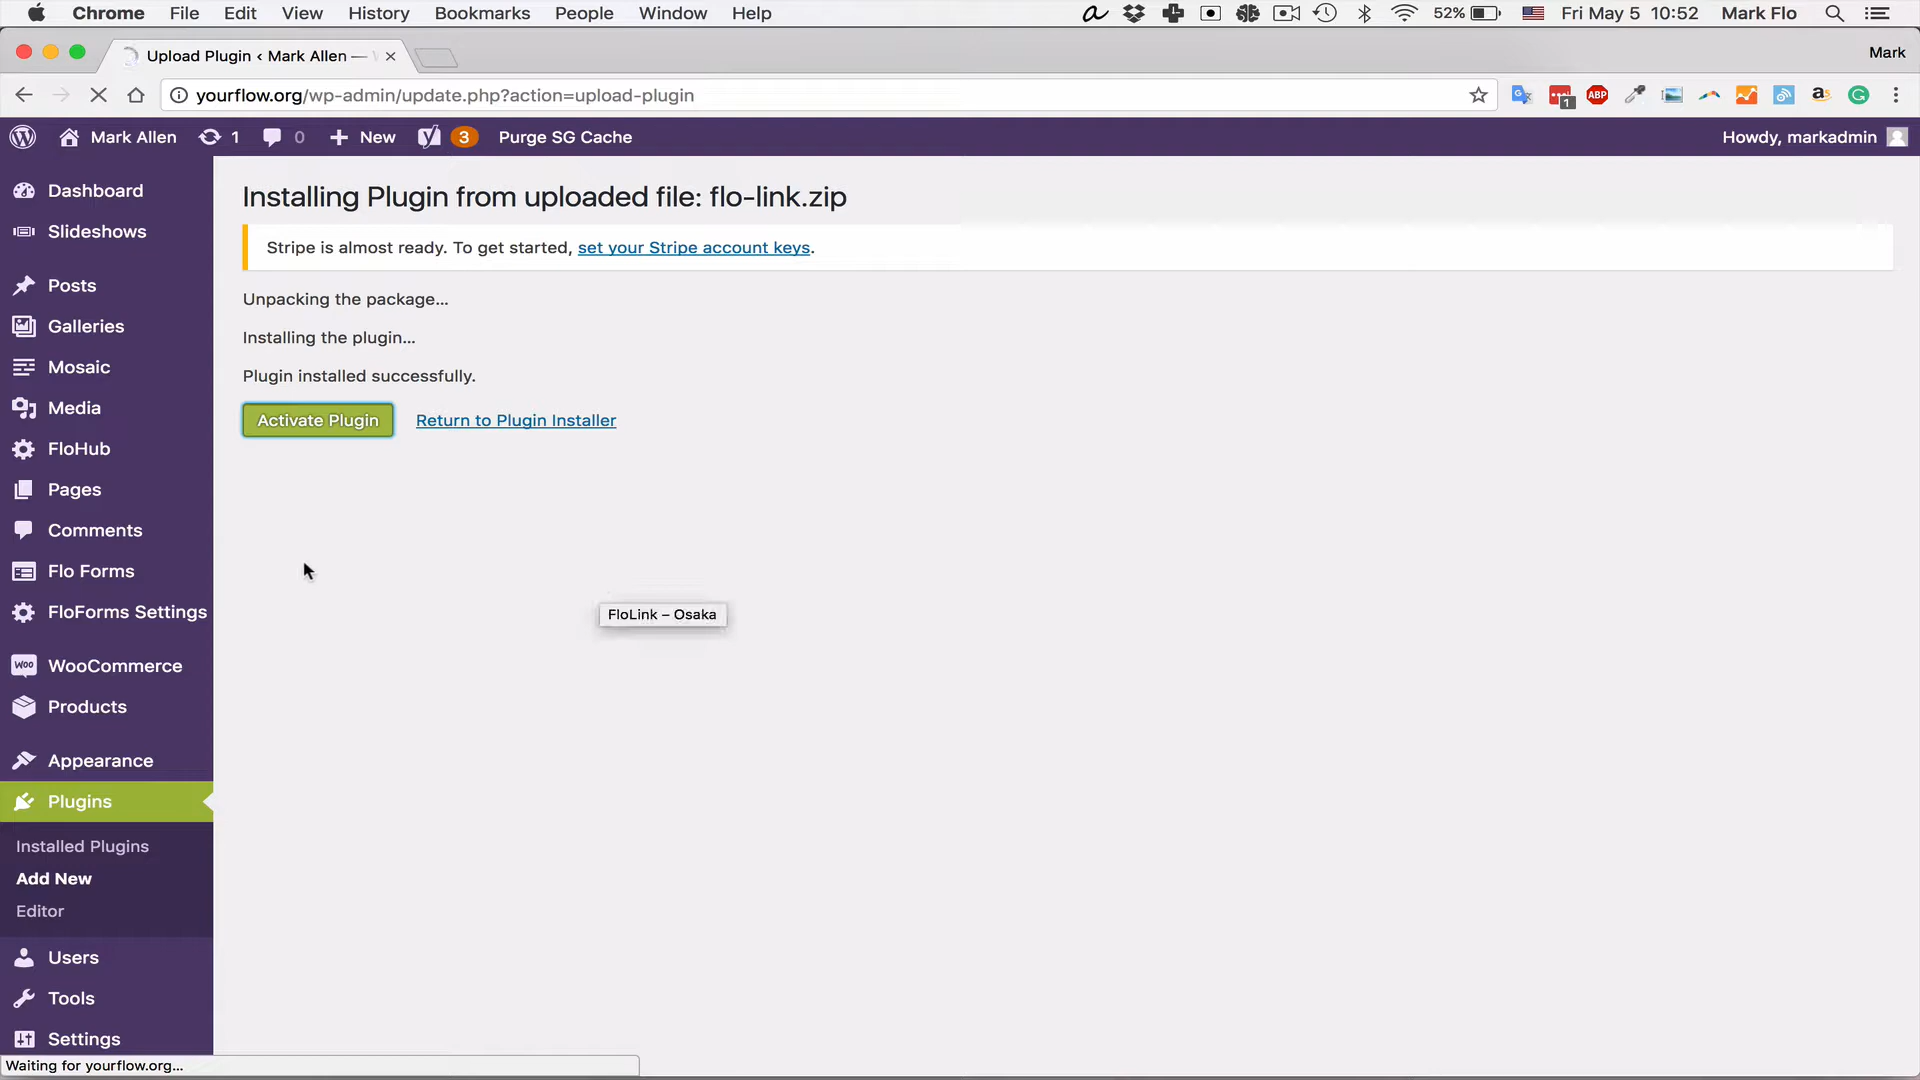 Chrome File Edit View History Bookmarks People Window Help 52% Fri May 5 10:52 Mark Flo
Upload Plugin ‹ Mark Allen — Mark
yourflow.org/wp-admin/update.php?action=upload-plugin 1 ABP
Mark Allen 1 0 New 3 Purge SG Cache Howdy, markadmin
Dashboard
Slideshows
Posts
Galleries
Mosaic
Media
FloHub
Pages
Comments
Flo Forms
FloForms Settings
WooCommerce
Products
Appearance
Plugins
Installed Plugins
Add New
Editor
Users
Tools
Settings
Installing Plugin from uploaded file: flo-link.zip
Stripe is almost ready. To get started, set your Stripe account keys.
Unpacking the package...
Installing the plugin...
Plugin installed successfully.
Activate Plugin Return to Plugin Installer
FloLink – Osaka
Waiting for yourflow.org...